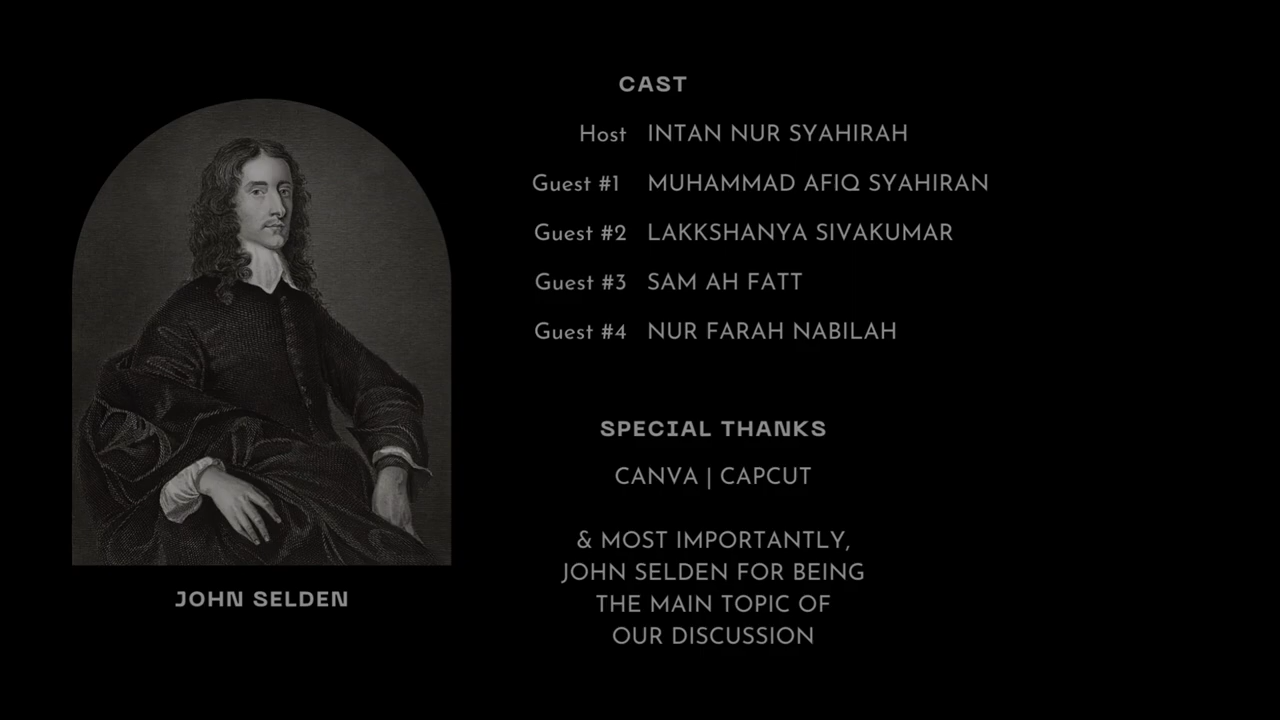 CAST
Host INTAN NUR SYAHIRAH
Guest #1 MUHAMMAD AFIQ SYAHIRAN
Guest #2 LAKKSHANYA SIVAKUMAR
Guest #3 SAM AH FATT
Guest #4 NUR FARAH NABILAH
SPECIAL THANKS
CANVA | CAPCUT
& MOST IMPORTANTLY,
JOHN SELDEN FOR BEING
THE MAIN TOPIC OF
OUR DISCUSSION
JOHN SELDEN